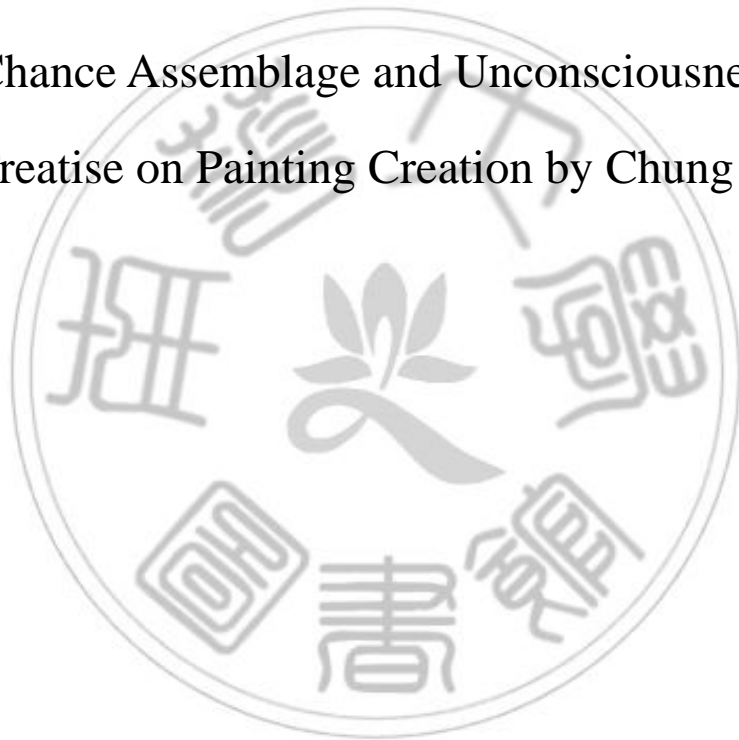 Chance Assemblage and Unconsciousne
reatise on Painting Creation by Chung
圖書館